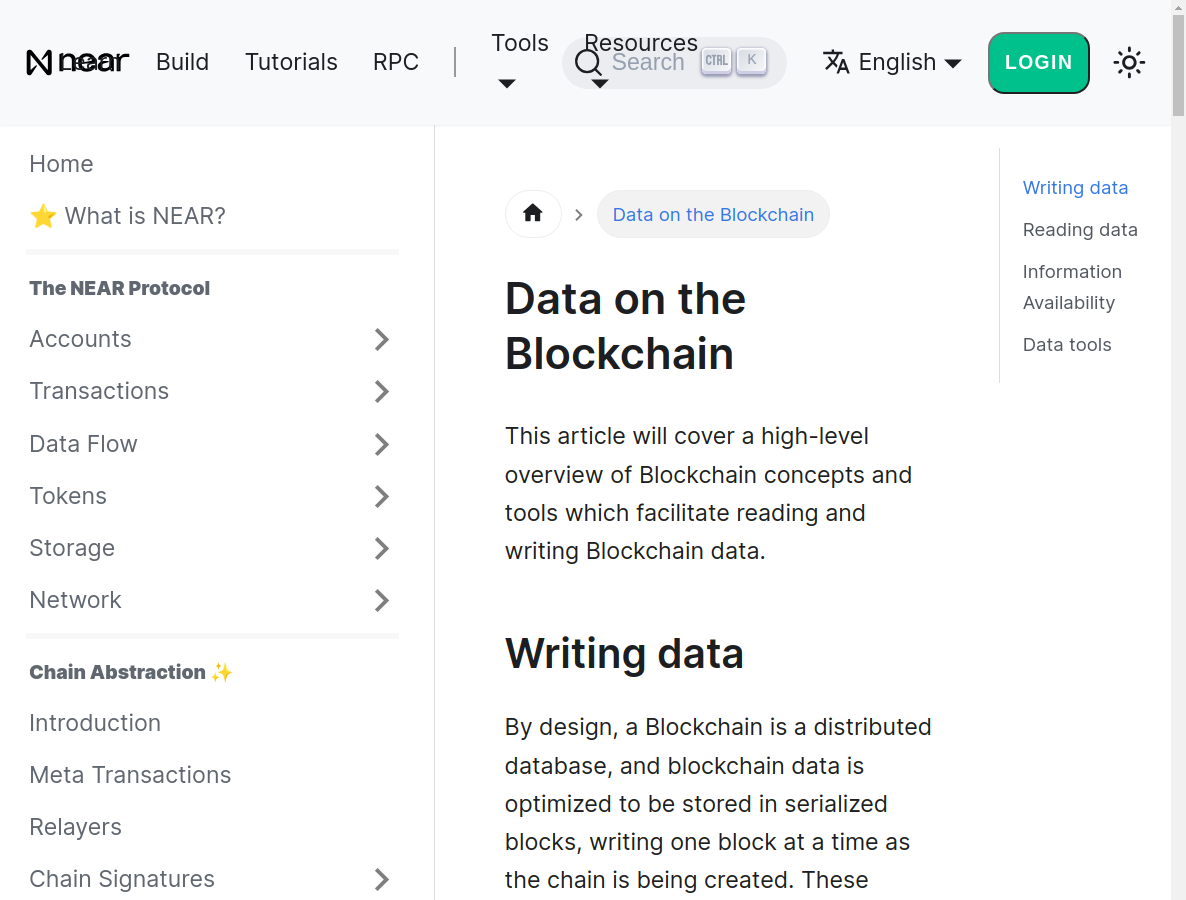 near
Learn
Build
Tutorials
RPC
Tools
Resources
Search
CTRL
K
English
LOGIN
Home
⭐ What is NEAR?
The NEAR Protocol
Accounts
Transactions
Data Flow
Tokens
Storage
Network
Chain Abstraction ✨
Introduction
Meta Transactions
Relayers
Chain Signatures
Data on the Blockchain
Data on the
Blockchain
This article will cover a high-level
overview of Blockchain concepts and
tools which facilitate reading and
writing Blockchain data.
Writing data
By design, a Blockchain is a distributed
database, and blockchain data is
optimized to be stored in serialized
blocks, writing one block at a time as
the chain is being created. These
Writing data
Reading data
Information
Availability
Data tools